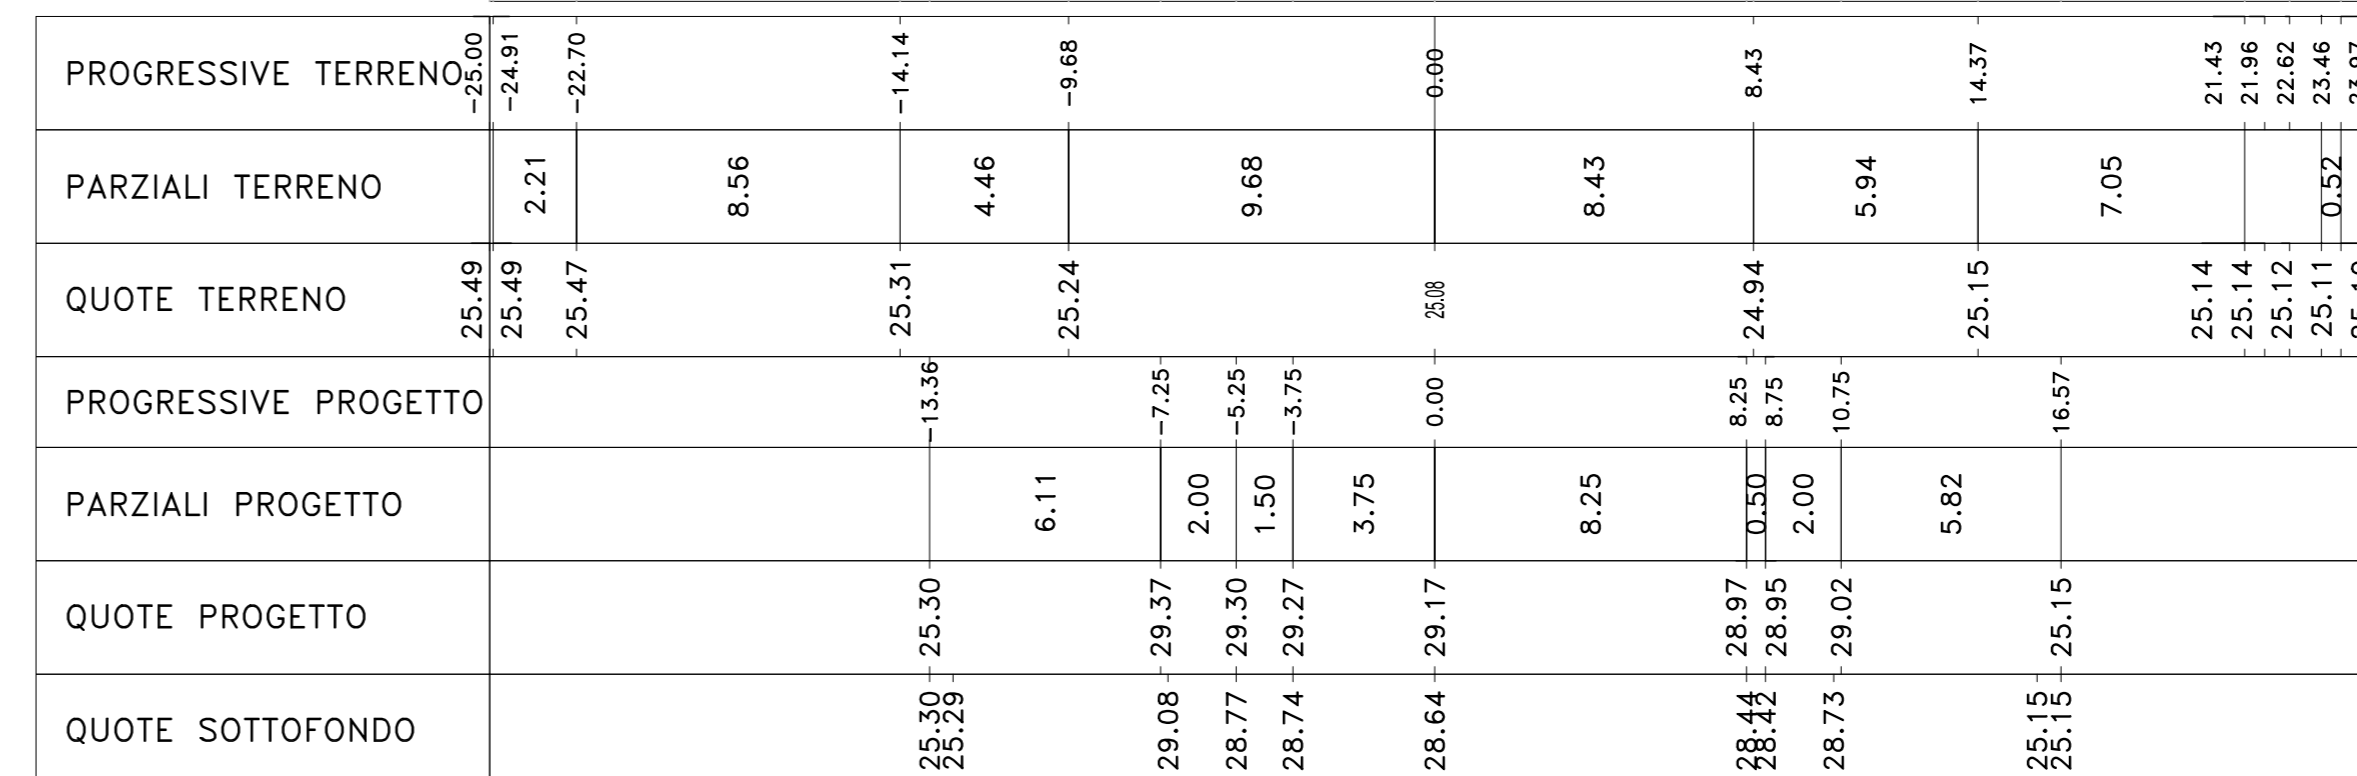 PROGRESSIVE TERRENO -25.00 -24.91 -22.70 -14.14 -9.68 0.00 8.43 14.37 21.43 21.96 22.62 23.46
PARZIALI TERRENO 2.21 8.56 4.46 9.68 8.43 5.94 7.05 0.52
QUOTE TERRENO 25.49 25.49 25.47 25.31 25.24 25.08 24.94 25.15 25.14 25.14 25.12 25.11
PROGRESSIVE PROGETTO -13.36 -7.25 -5.25 -3.75 0.00 8.25 8.75 10.75 16.57
PARZIALI PROGETTO 6.11 2.00 1.50 3.75 8.25 0.50 2.00 5.82
QUOTE PROGETTO 25.30 29.37 29.30 29.27 29.17 28.97 28.95 29.02 25.15
QUOTE SOTTOFONDO 25.30 25.29 29.08 28.77 28.74 28.64 28.44 28.42 28.73 25.15 25.15